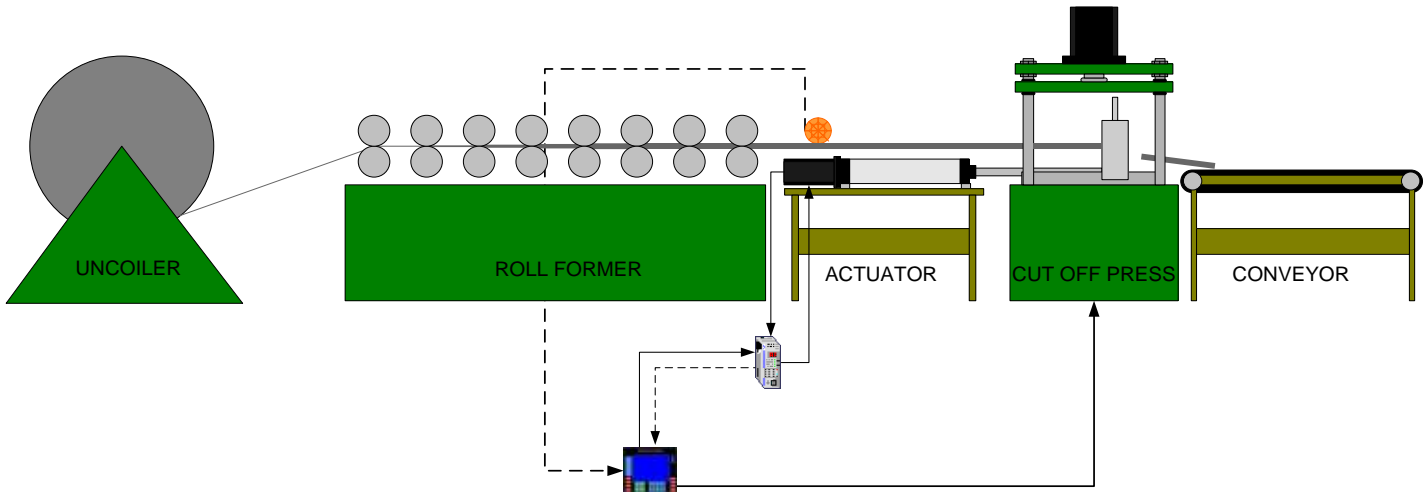 UNCOILER
ROLL FORMER
ACTUATOR
CUT OFF PRESS
CONVEYOR